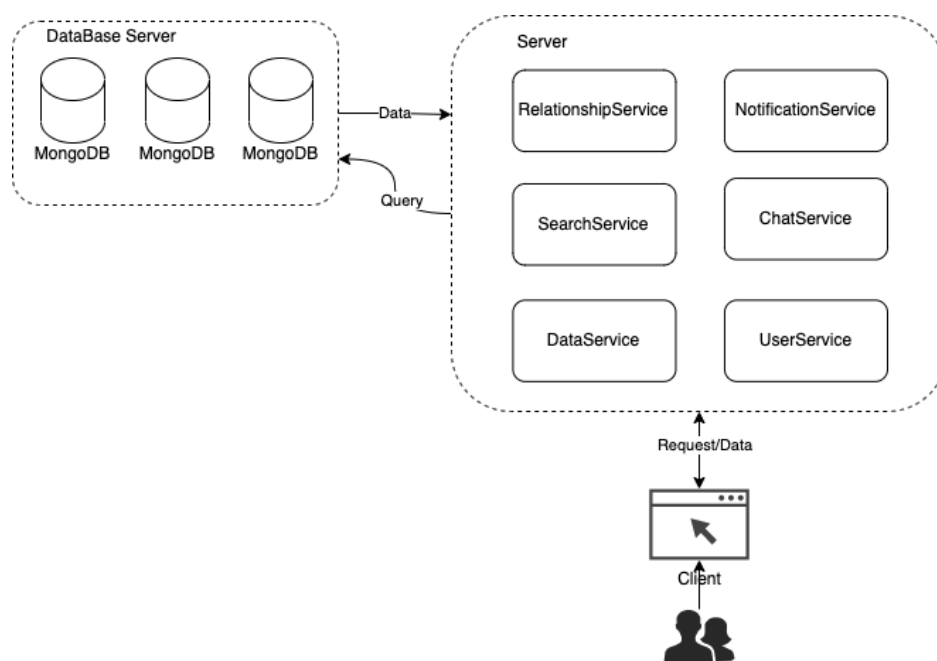 DataBase Server
MongoDB
MongoDB
MongoDB
Data
Query
Server
RelationshipService
NotificationService
SearchService
ChatService
DataService
UserService
Request/Data
Client